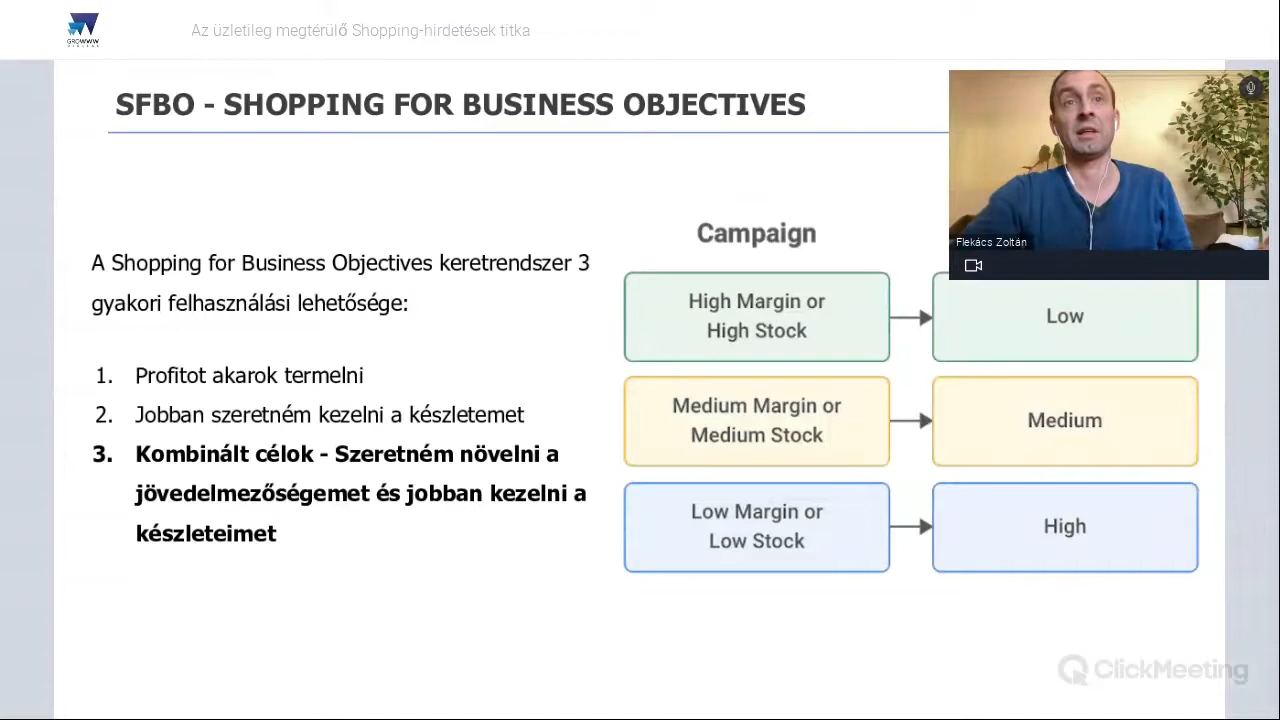 GROWWW
DIGITAL
Az üzletileg megtérülő Shopping-hirdetések titka
SFBO - SHOPPING FOR BUSINESS OBJECTIVES
Flekács Zoltán
A Shopping for Business Objectives keretrendszer 3
gyakori felhasználási lehetősége:
1. Profitot akarok termelni
2. Jobban szeretném kezelni a készletemet
3. Kombinált célok - Szeretném növelni a
jövedelmezőségemet és jobban kezelni a
készleteimet
Campaign
High Margin or
High Stock
Low
Medium Margin or
Medium Stock
Medium
Low Margin or
Low Stock
High
ClickMeeting